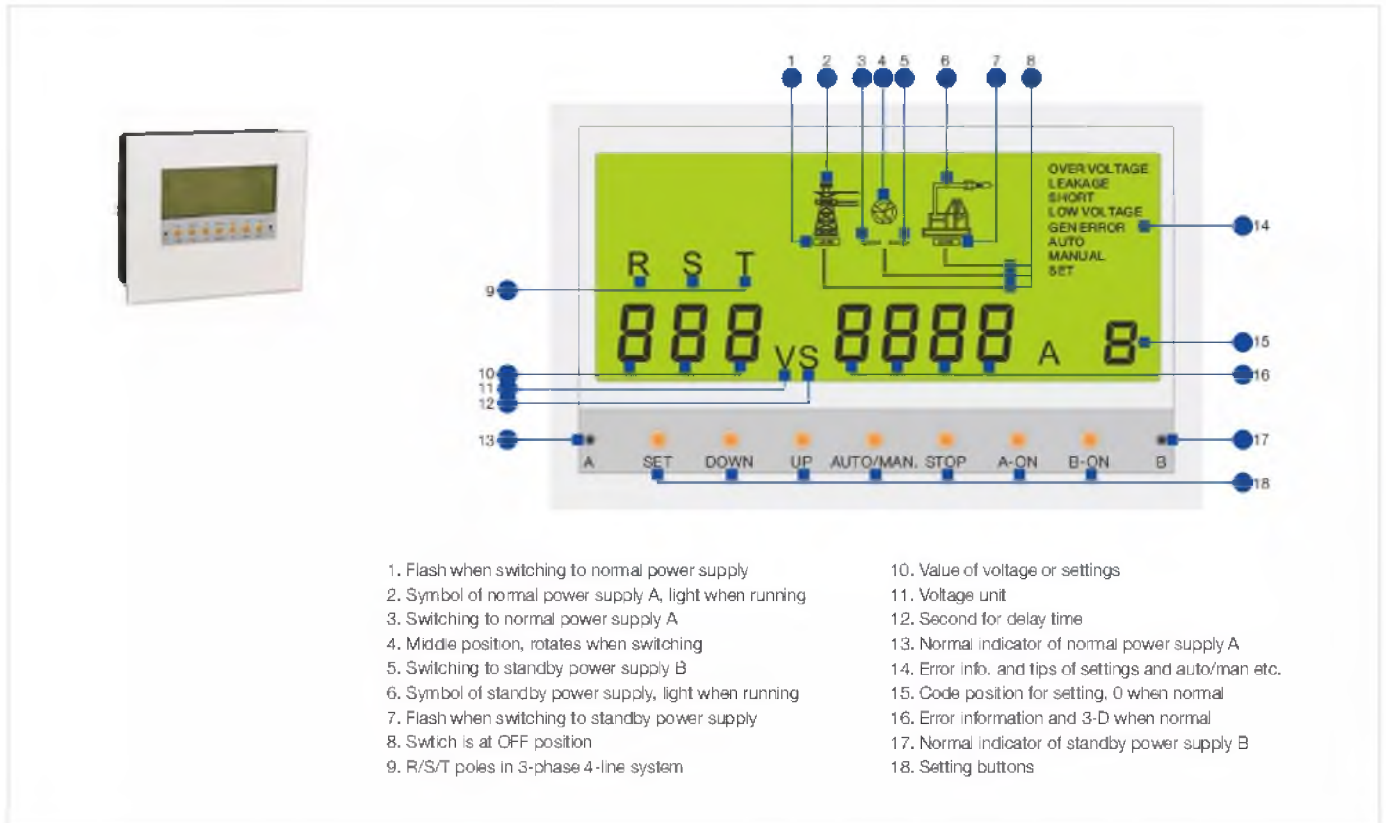 1 2 3 4 5 6 7 8
OVER VOLTAGE
LEAKAGE
SHORT
LOW VOLTAGE
GEN ERROR
AUTO
MANUAL
SET
14
R S T
9
888 VS 8888 A 8
15
10
16
11
12
13
17
A SET DOWN UP AUTO/MAN. STOP A-ON B-ON B
18
1. Flash when switching to normal power supply
2. Symbol of normal power supply A, light when running
3. Switching to normal power supply A
4. Middle position, rotates when switching
5. Switching to standby power supply B
6. Symbol of standby power supply, light when running
7. Flash when switching to standby power supply
8. Swtich is at OFF position
9. R/S/T poles in 3-phase 4-line system
10. Value of voltage or settings
11. Voltage unit
12. Second for delay time
13. Normal indicator of normal power supply A
14. Error info. and tips of settings and auto/man etc.
15. Code position for setting, 0 when normal
16. Error information and 3-D when normal
17. Normal indicator of standby power supply B
18. Setting buttons